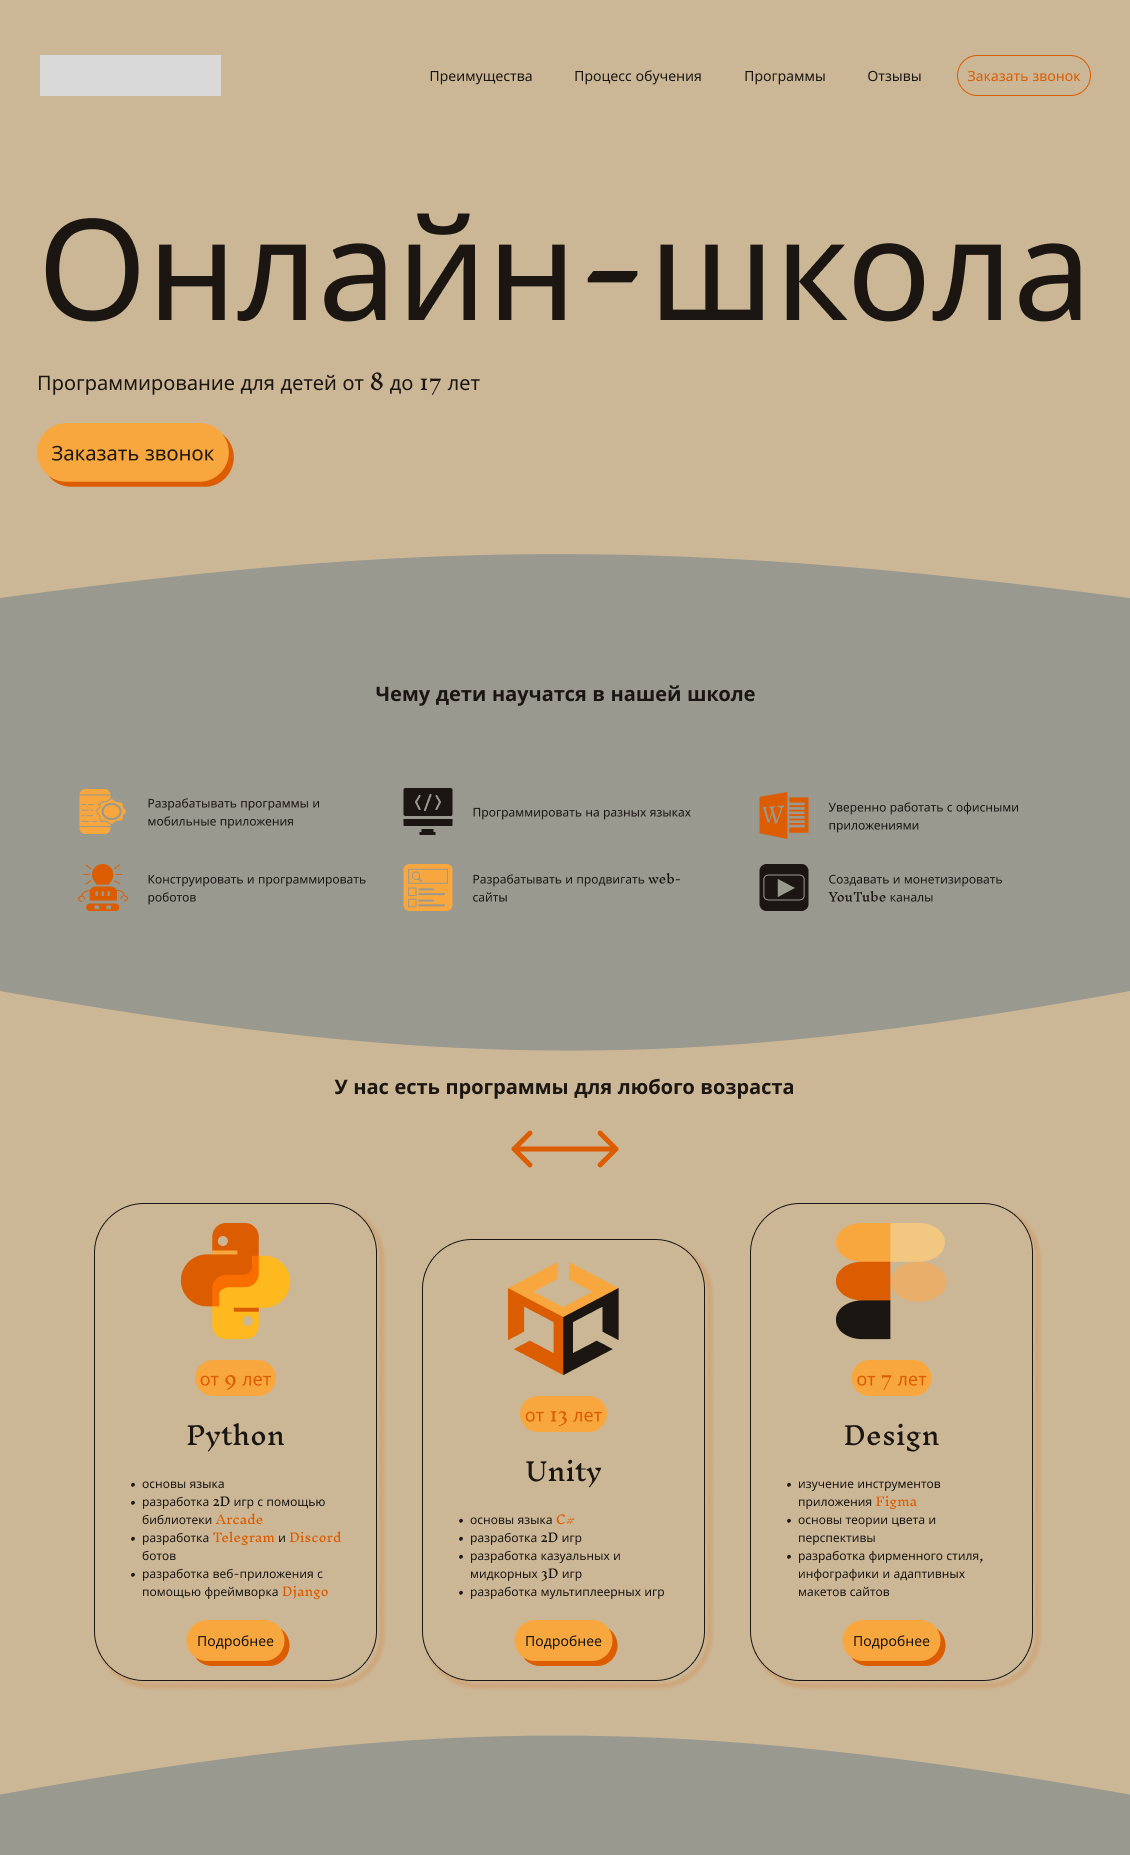 Преимущества
Процесс обучения
Программы
Отзывы
Заказать звонок
Онлайн-школа
Программирование для детей от 8 до 17 лет
Заказать звонок
Чему дети научатся в нашей школе
Разрабатывать программы и
мобильные приложения
Программировать на разных языках
W
Уверенно работать с офисными
приложениями
Конструировать и программировать
роботов
Разрабатывать и продвигать web-
сайты
Создавать и монетизировать
YouTube каналы
У нас есть программы для любого возраста
от 9 лет
Python
• основы языка
• разработка 2D игр с помощью
библиотеки Arcade
• разработка Telegram и Discord
ботов
• разработка веб-приложения с
помощью фреймворка Django
Подробнее
от 13 лет
Unity
• основы языка C#
• разработка 2D игр
• разработка казуальных и
мидкорных 3D игр
• разработка мультиплеерных игр
Подробнее
от 7 лет
Design
• изучение инструментов
приложения Figma
• основы теории цвета и
перспективы
• разработка фирменного стиля,
инфографики и адаптивных
макетов сайтов
Подробнее